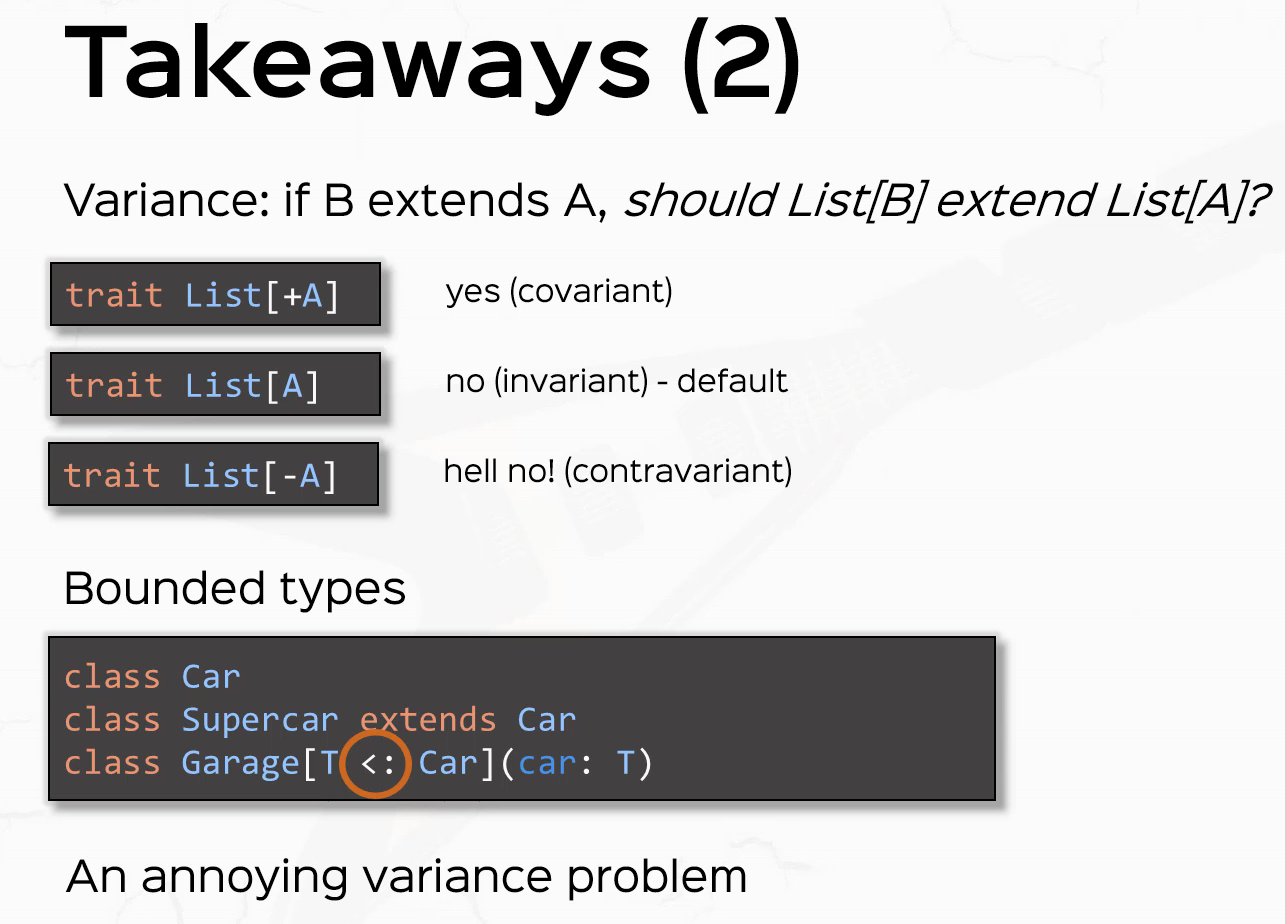 Takeaways (2)
Variance: if B extends A, should List[B] extend List[A]?
trait List[+A]
yes (covariant)
trait List[A]
no (invariant) - default
trait List[-A]
hell no! (contravariant)
Bounded types
class Car
class Supercar extends Car
class Garage[T <: Car](car: T)
An annoying variance problem